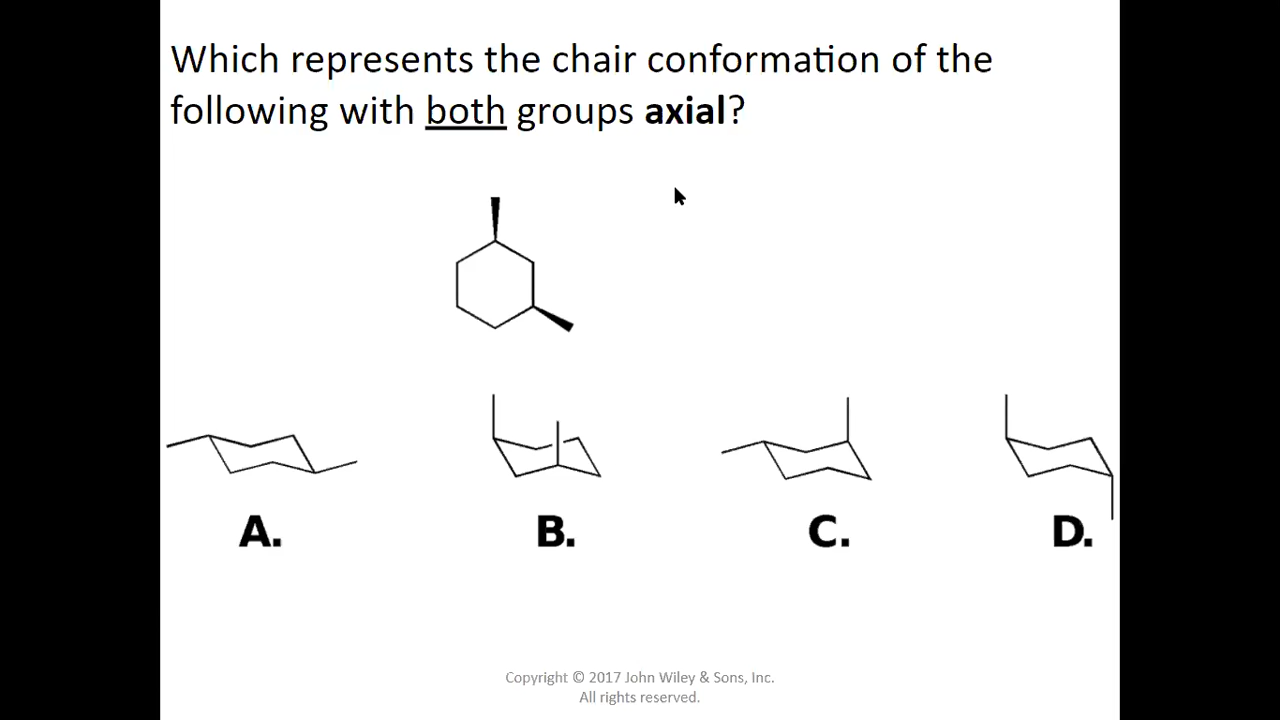 Which represents the chair conformation of the
following with both groups axial?
A.
B.
C.
D.
Copyright © 2017 John Wiley & Sons, Inc.
All rights reserved.